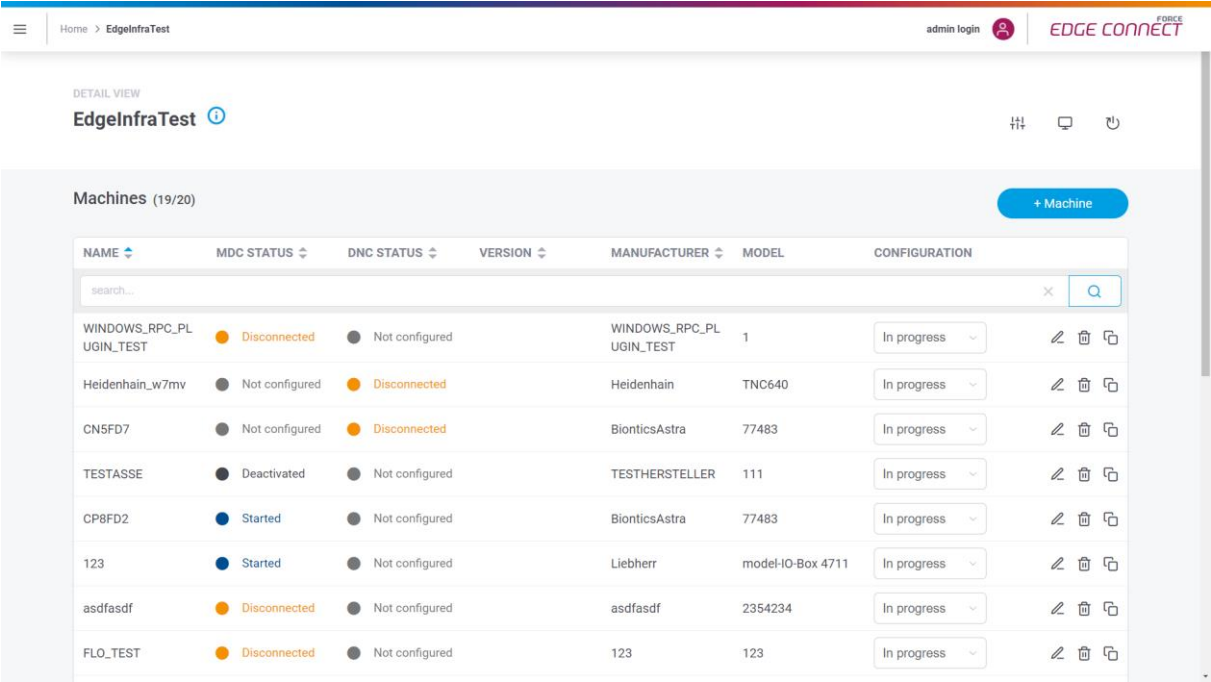 Home > EdgeInfraTest
admin login
FORCE
EDGE CONNECT
DETAIL VIEW
EdgeInfraTest
Machines (19/20)
+ Machine
NAME MDC STATUS DNC STATUS VERSION MANUFACTURER MODEL CONFIGURATION
search...
WINDOWS_RPC_PL
UGIN_TEST
Disconnected Not configured
WINDOWS_RPC_PL
UGIN_TEST
1 In progress
Heidenhain_w7mv Not configured Disconnected Heidenhain TNC640 In progress
CN5FD7 Not configured Disconnected BionticsAstra 77483 In progress
TESTASSE Deactivated Not configured TESTHERSTELLER 111 In progress
CP8FD2 Started Not configured BionticsAstra 77483 In progress
123 Started Not configured Liebherr model-IO-Box 4711 In progress
asdfasdf Disconnected Not configured asdfasdf 2354234 In progress
FLO_TEST Disconnected Not configured 123 123 In progress